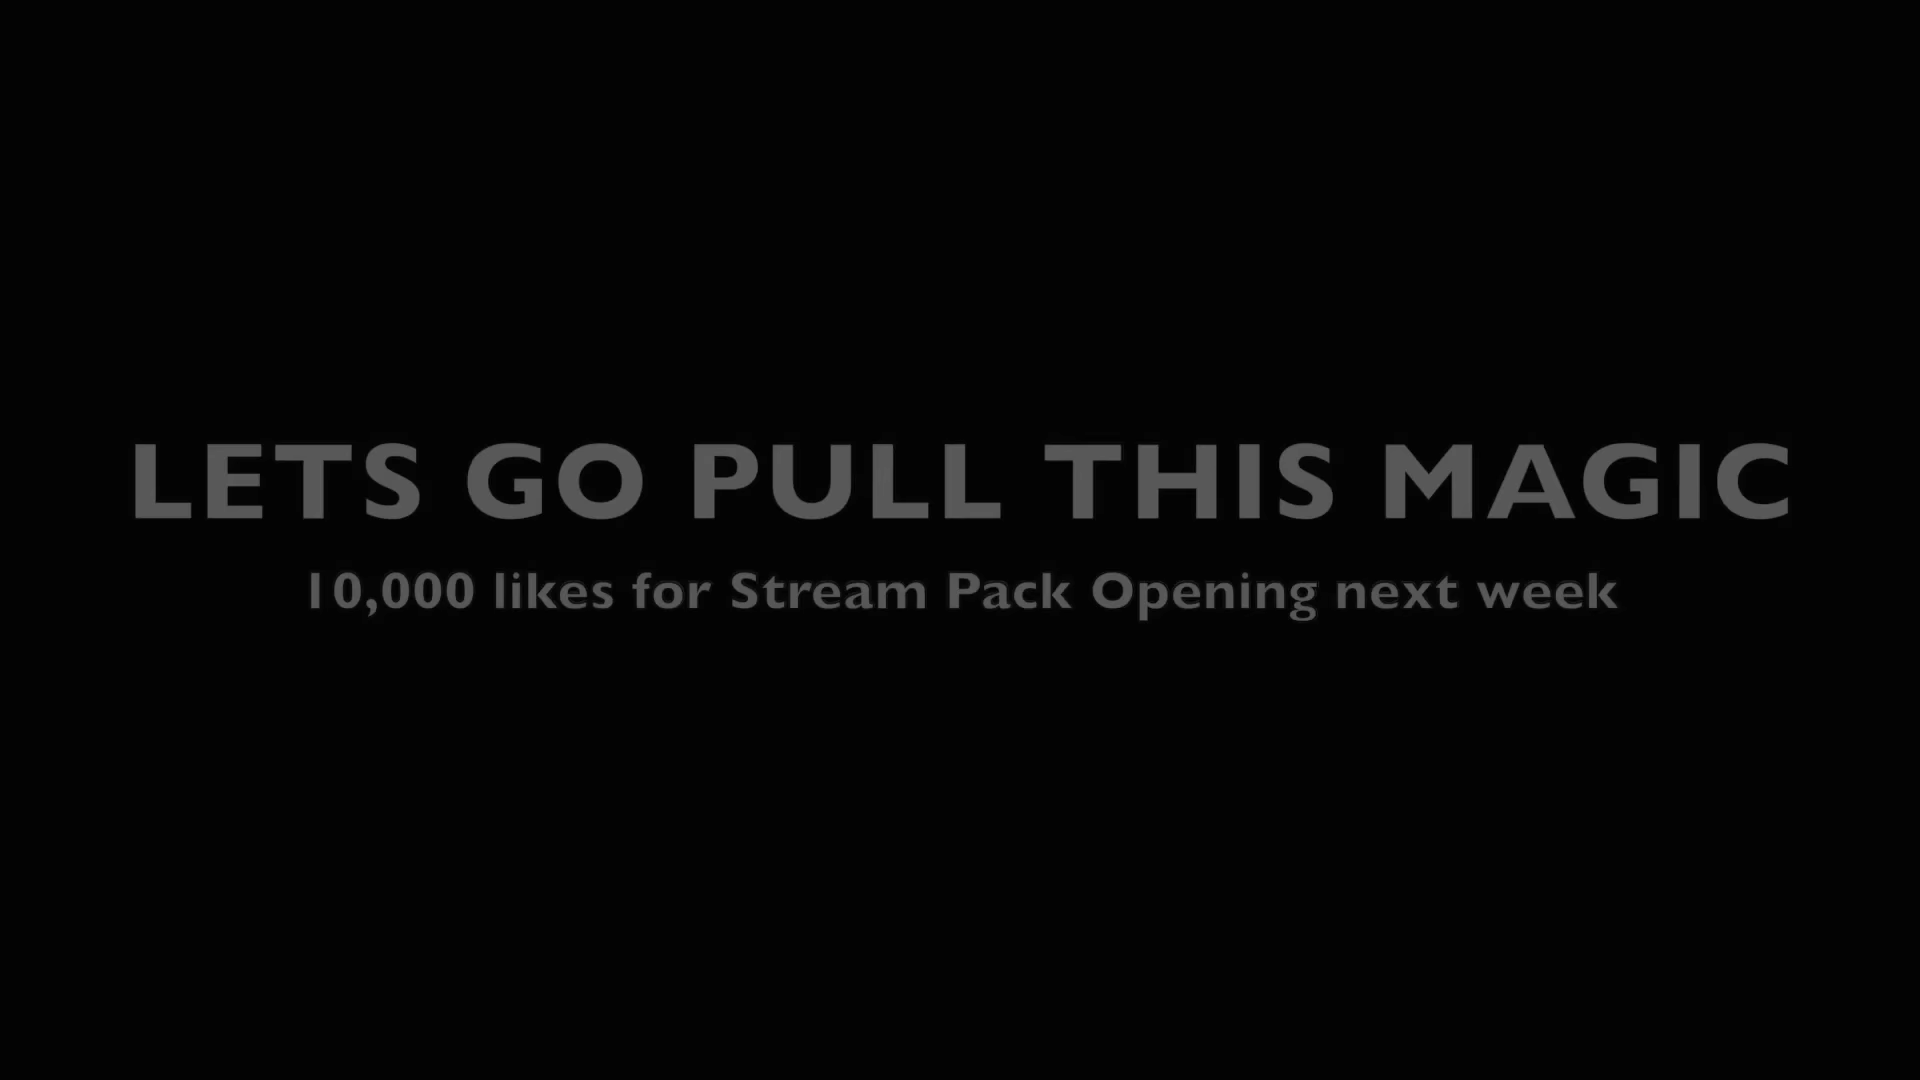 LETS GO PULL THIS MAGIC
10,000 likes for Stream Pack Opening next week